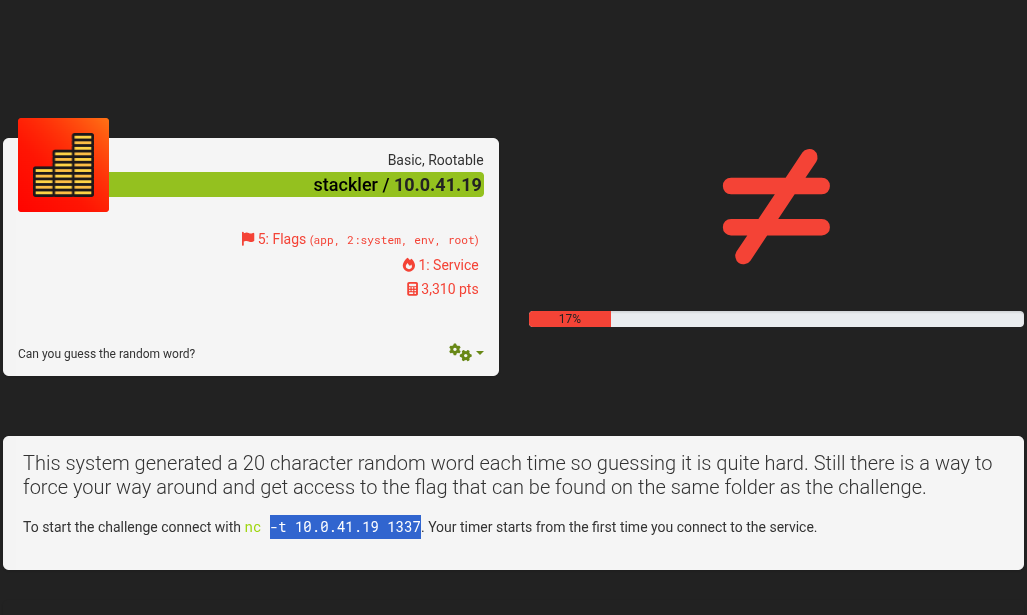 Basic, Rootable
stackler / 10.0.41.19
5: Flags (app, 2:system, env, root)
1: Service
3,310 pts
17%
Can you guess the random word?
This system generated a 20 character random word each time so guessing it is quite hard. Still there is a way to
force your way around and get access to the flag that can be found on the same folder as the challenge.
To start the challenge connect with nc -t 10.0.41.19 1337. Your timer starts from the first time you connect to the service.